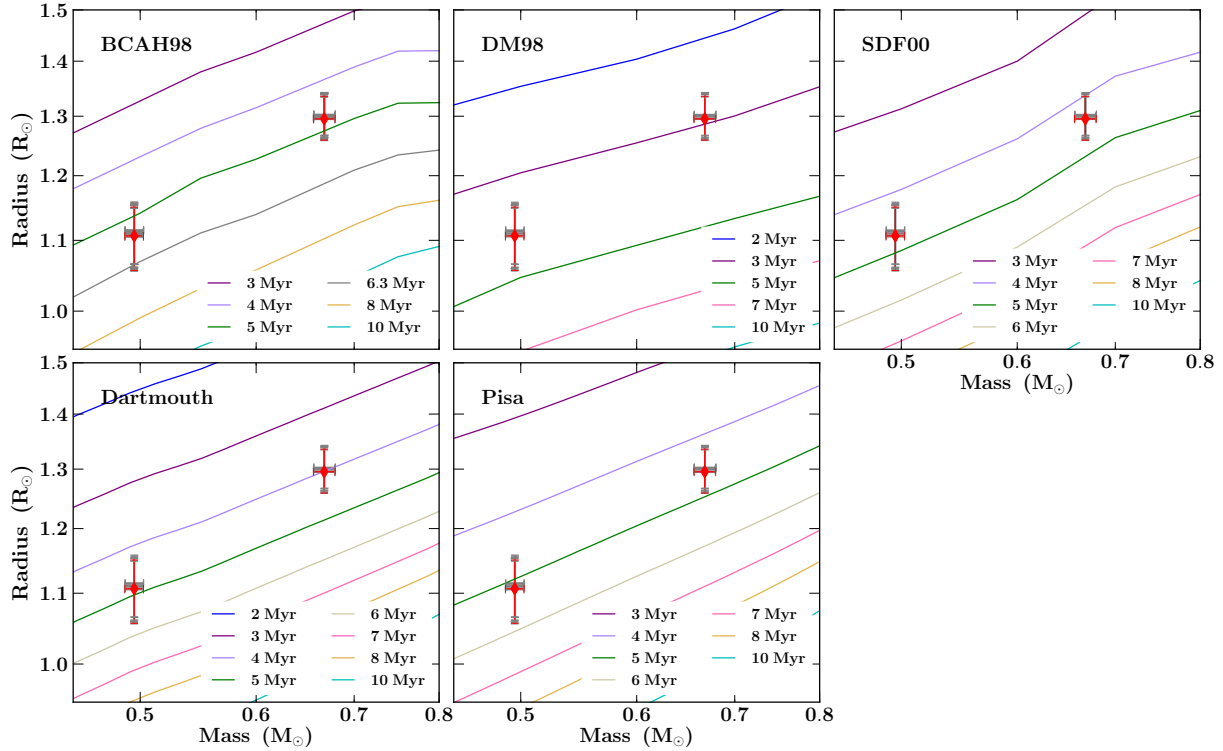 BCAH98
DM98
SDF00
1.5
1.4
1.3
1.2
1.1
1.0
Radius (R⊙)
3 Myr
4 Myr
5 Myr
6.3 Myr
8 Myr
10 Myr
2 Myr
3 Myr
5 Myr
7 Myr
10 Myr
3 Myr
4 Myr
5 Myr
6 Myr
7 Myr
8 Myr
10 Myr
0.5
0.6
0.7
0.8
Mass (M⊙)
Dartmouth
Pisa
1.5
1.4
1.3
1.2
1.1
1.0
Radius (R⊙)
2 Myr
3 Myr
4 Myr
5 Myr
6 Myr
7 Myr
8 Myr
10 Myr
3 Myr
4 Myr
5 Myr
6 Myr
7 Myr
8 Myr
10 Myr
0.5
0.6
0.7
0.8
Mass (M⊙)
0.5
0.6
0.7
0.8
Mass (M⊙)